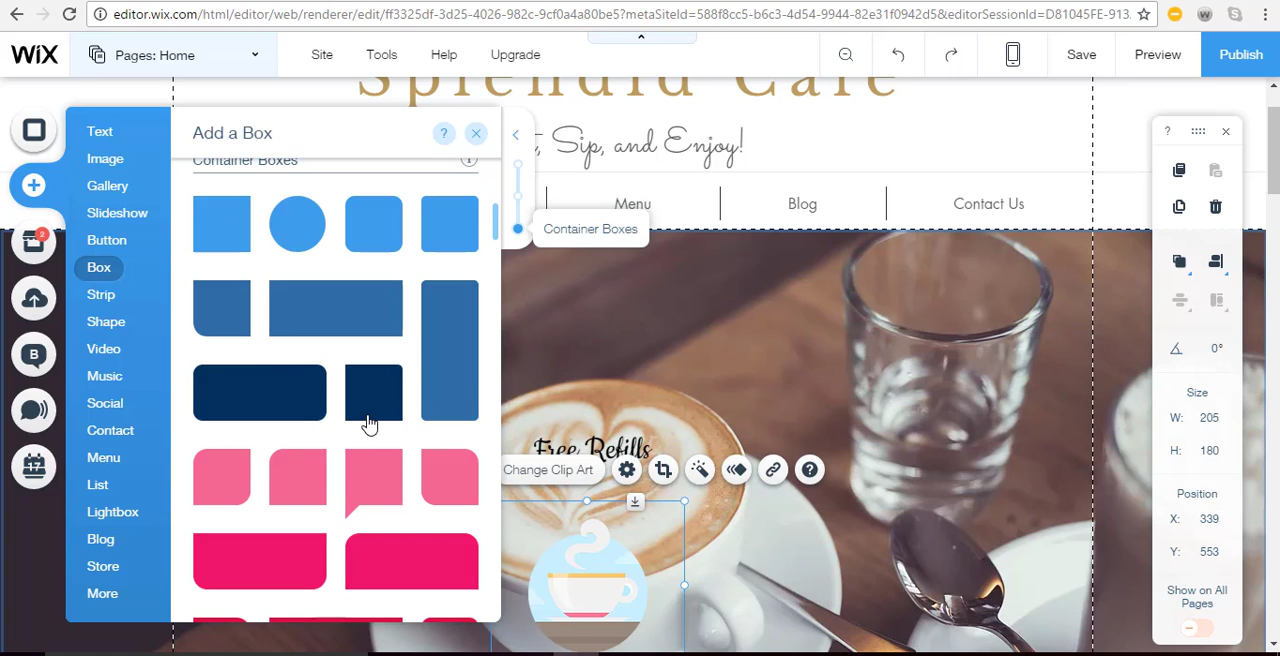 editor.wix.com/html/editor/web/renderer/edit/ff3325df-3d25-4026-982c-9cf0a4a80be5?metaSiteId=588f8cc5-b6c3-4d54-9944-82e31f0942d5&editorSessionId=D81045FE-913
WiX Pages: Home Site Tools Help Upgrade Save Preview Publish
Splendid Cafe
Sip, and Enjoy!
Menu Blog Contact Us
Add a Box ?
Container Boxes
Container Boxes
Text
Image
Gallery
Slideshow
Button
Box
Strip
Shape
Video
Music
Social
Contact
Menu
List
Lightbox
Blog
Store
More
2
B
17
Free Refills
Change Clip Art ?
?
0°
Size
W: 205
H: 180
Position
X: 339
Y: 553
Show on All
Pages